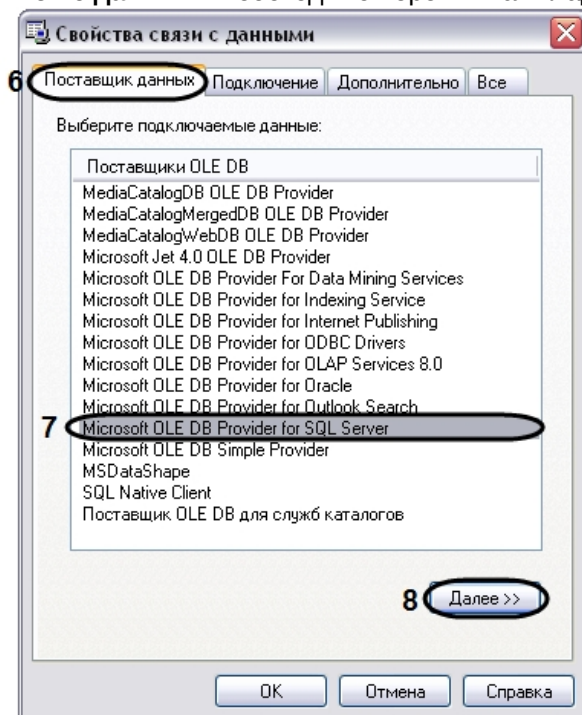 Свойства связи с данными
6 Поставщик данных Подключение Дополнительно Все
Выберите подключаемые данные:
Поставщики OLE DB
MediaCatalogDB OLE DB Provider
MediaCatalogMergedDB OLE DB Provider
MediaCatalogWebDB OLE DB Provider
Microsoft Jet 4.0 OLE DB Provider
Microsoft OLE DB Provider For Data Mining Services
Microsoft OLE DB Provider for Indexing Service
Microsoft OLE DB Provider for Internet Publishing
Microsoft OLE DB Provider for ODBC Drivers
Microsoft OLE DB Provider for OLAP Services 8.0
Microsoft OLE DB Provider for Oracle
Microsoft OLE DB Provider for Outlook Search
7 Microsoft OLE DB Provider for SQL Server
Microsoft OLE DB Simple Provider
MSDataShape
SQL Native Client
Поставщик OLE DB для служб каталогов
8 Далее >>
OK Отмена Справка